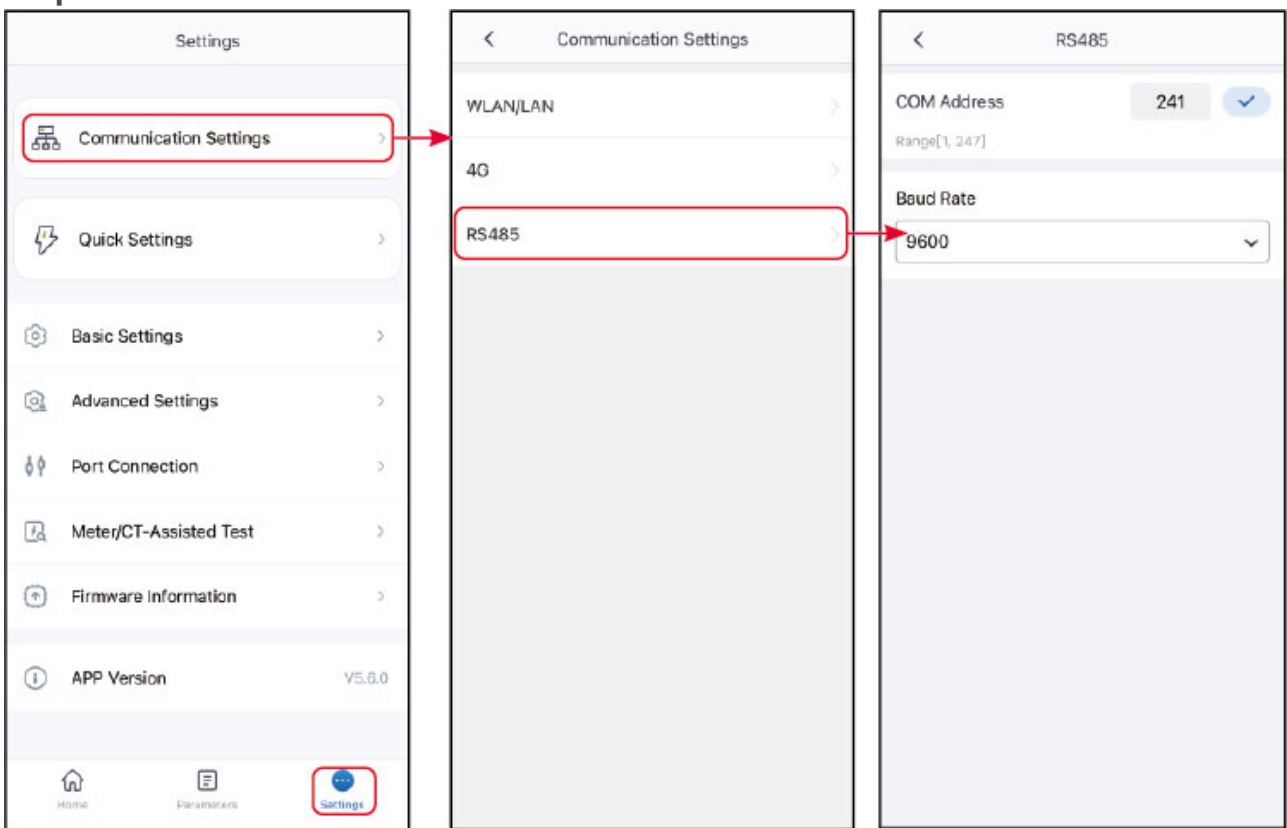 Settings
Communication Settings
Quick Settings
Basic Settings
Advanced Settings
Port Connection
Meter/CT-Assisted Test
Firmware Information
APP Version V5.6.0
Home Parameters Settings
Communication Settings
WLAN/LAN
4G
RS485
RS485
COM Address 241
Range[1, 247]
Baud Rate
9600